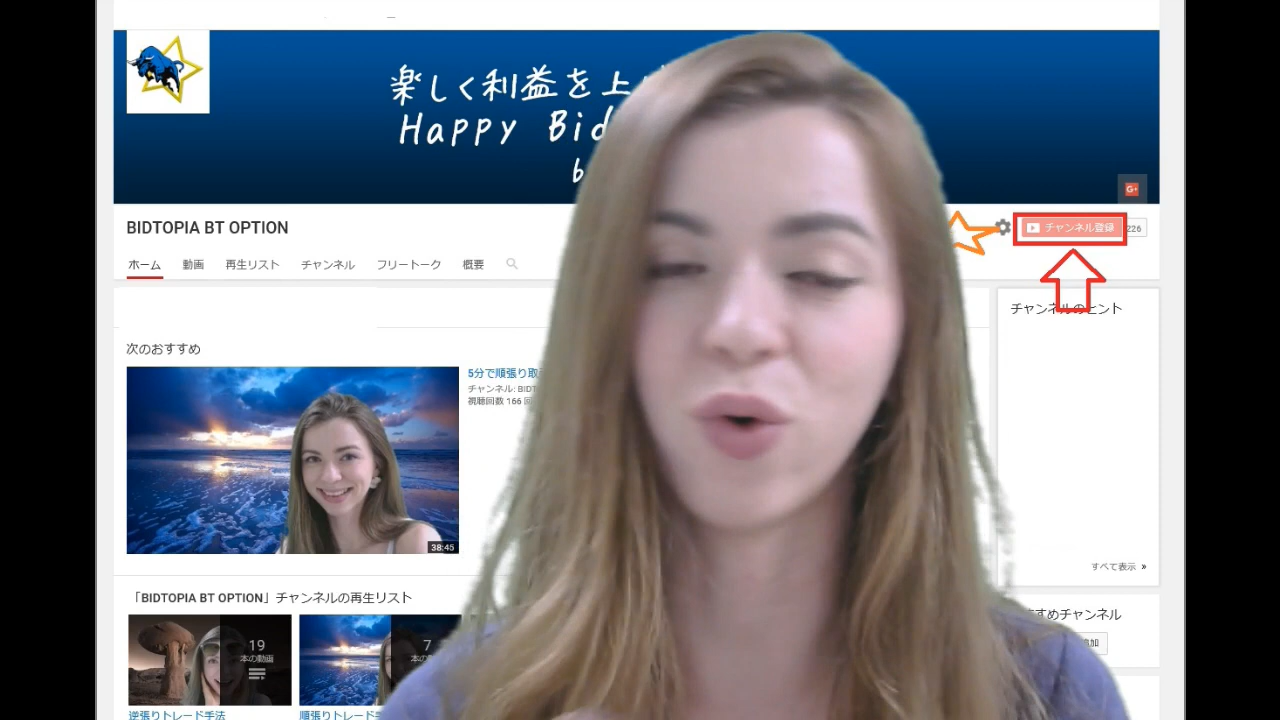 楽しく利益を上
Happy Bid
b
G+
BIDTOPIA BT OPTION
チャンネル登録
226
ホーム 動画 再生リスト チャンネル フリートーク 概要
チャンネルのヒント
次のおすすめ
5分で順張り取
チャンネル: BIDT
視聴回数 166 回
38:45
すべて表示 »
「BIDTOPIA BT OPTION」チャンネルの再生リスト
すめチャンネル
追加
19
本の動画
7
本の
逆張りトレード手法
順張りトレード手